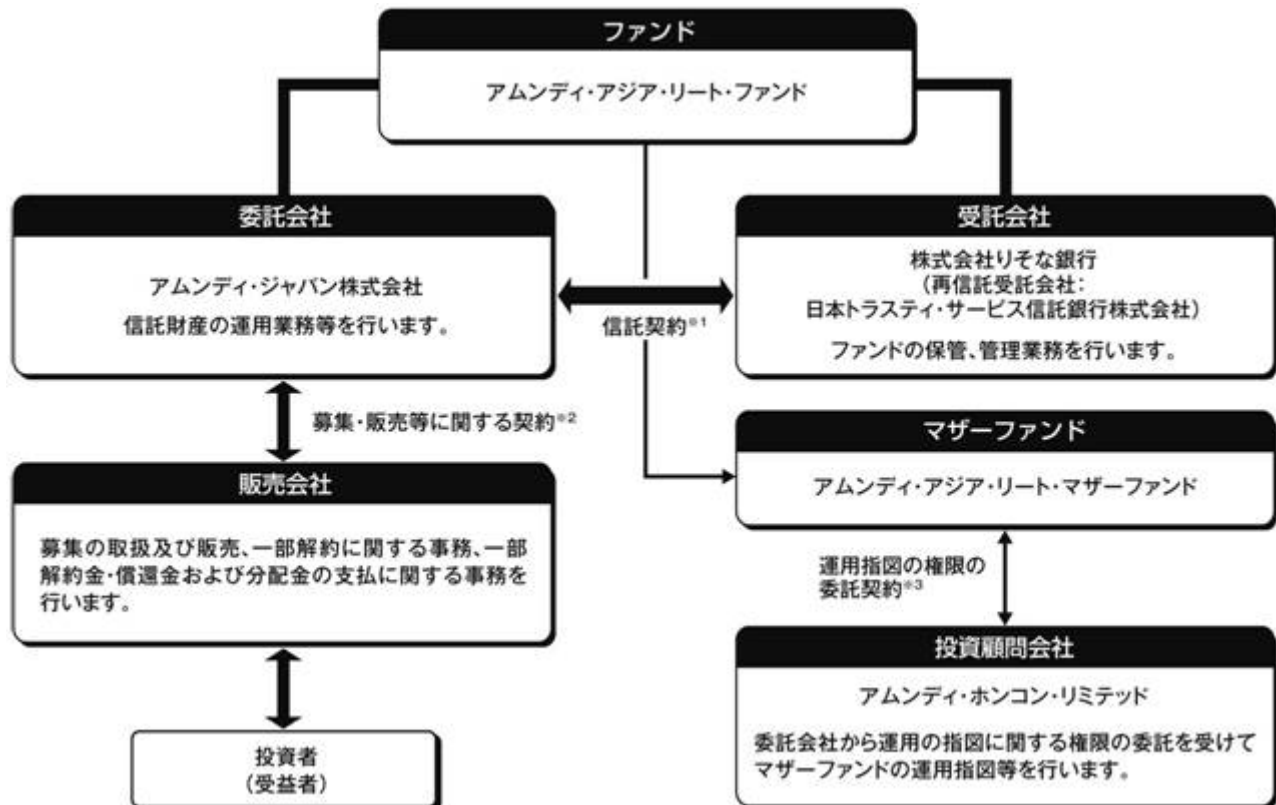 ファンド
アムンディ・アジア・リート・ファンド
委託会社
アムンディ・ジャパン株式会社
信託財産の運用業務等を行います。
信託契約※1
受託会社
株式会社りそな銀行
(再信託受託会社:
日本トラスティ・サービス信託銀行株式会社)
ファンドの保管、管理業務を行います。
募集・販売等に関する契約※2
販売会社
募集の取扱及び販売、一部解約に関する事務、一部
解約金・償還金および分配金の支払に関する事務を
行います。
投資者
(受益者)
マザーファンド
アムンディ・アジア・リート・マザーファンド
運用指図の権限の
委託契約※3
投資顧問会社
アムンディ・ホンコン・リミテッド
委託会社から運用の指図に関する権限の委託を受けて
マザーファンドの運用指図等を行います。